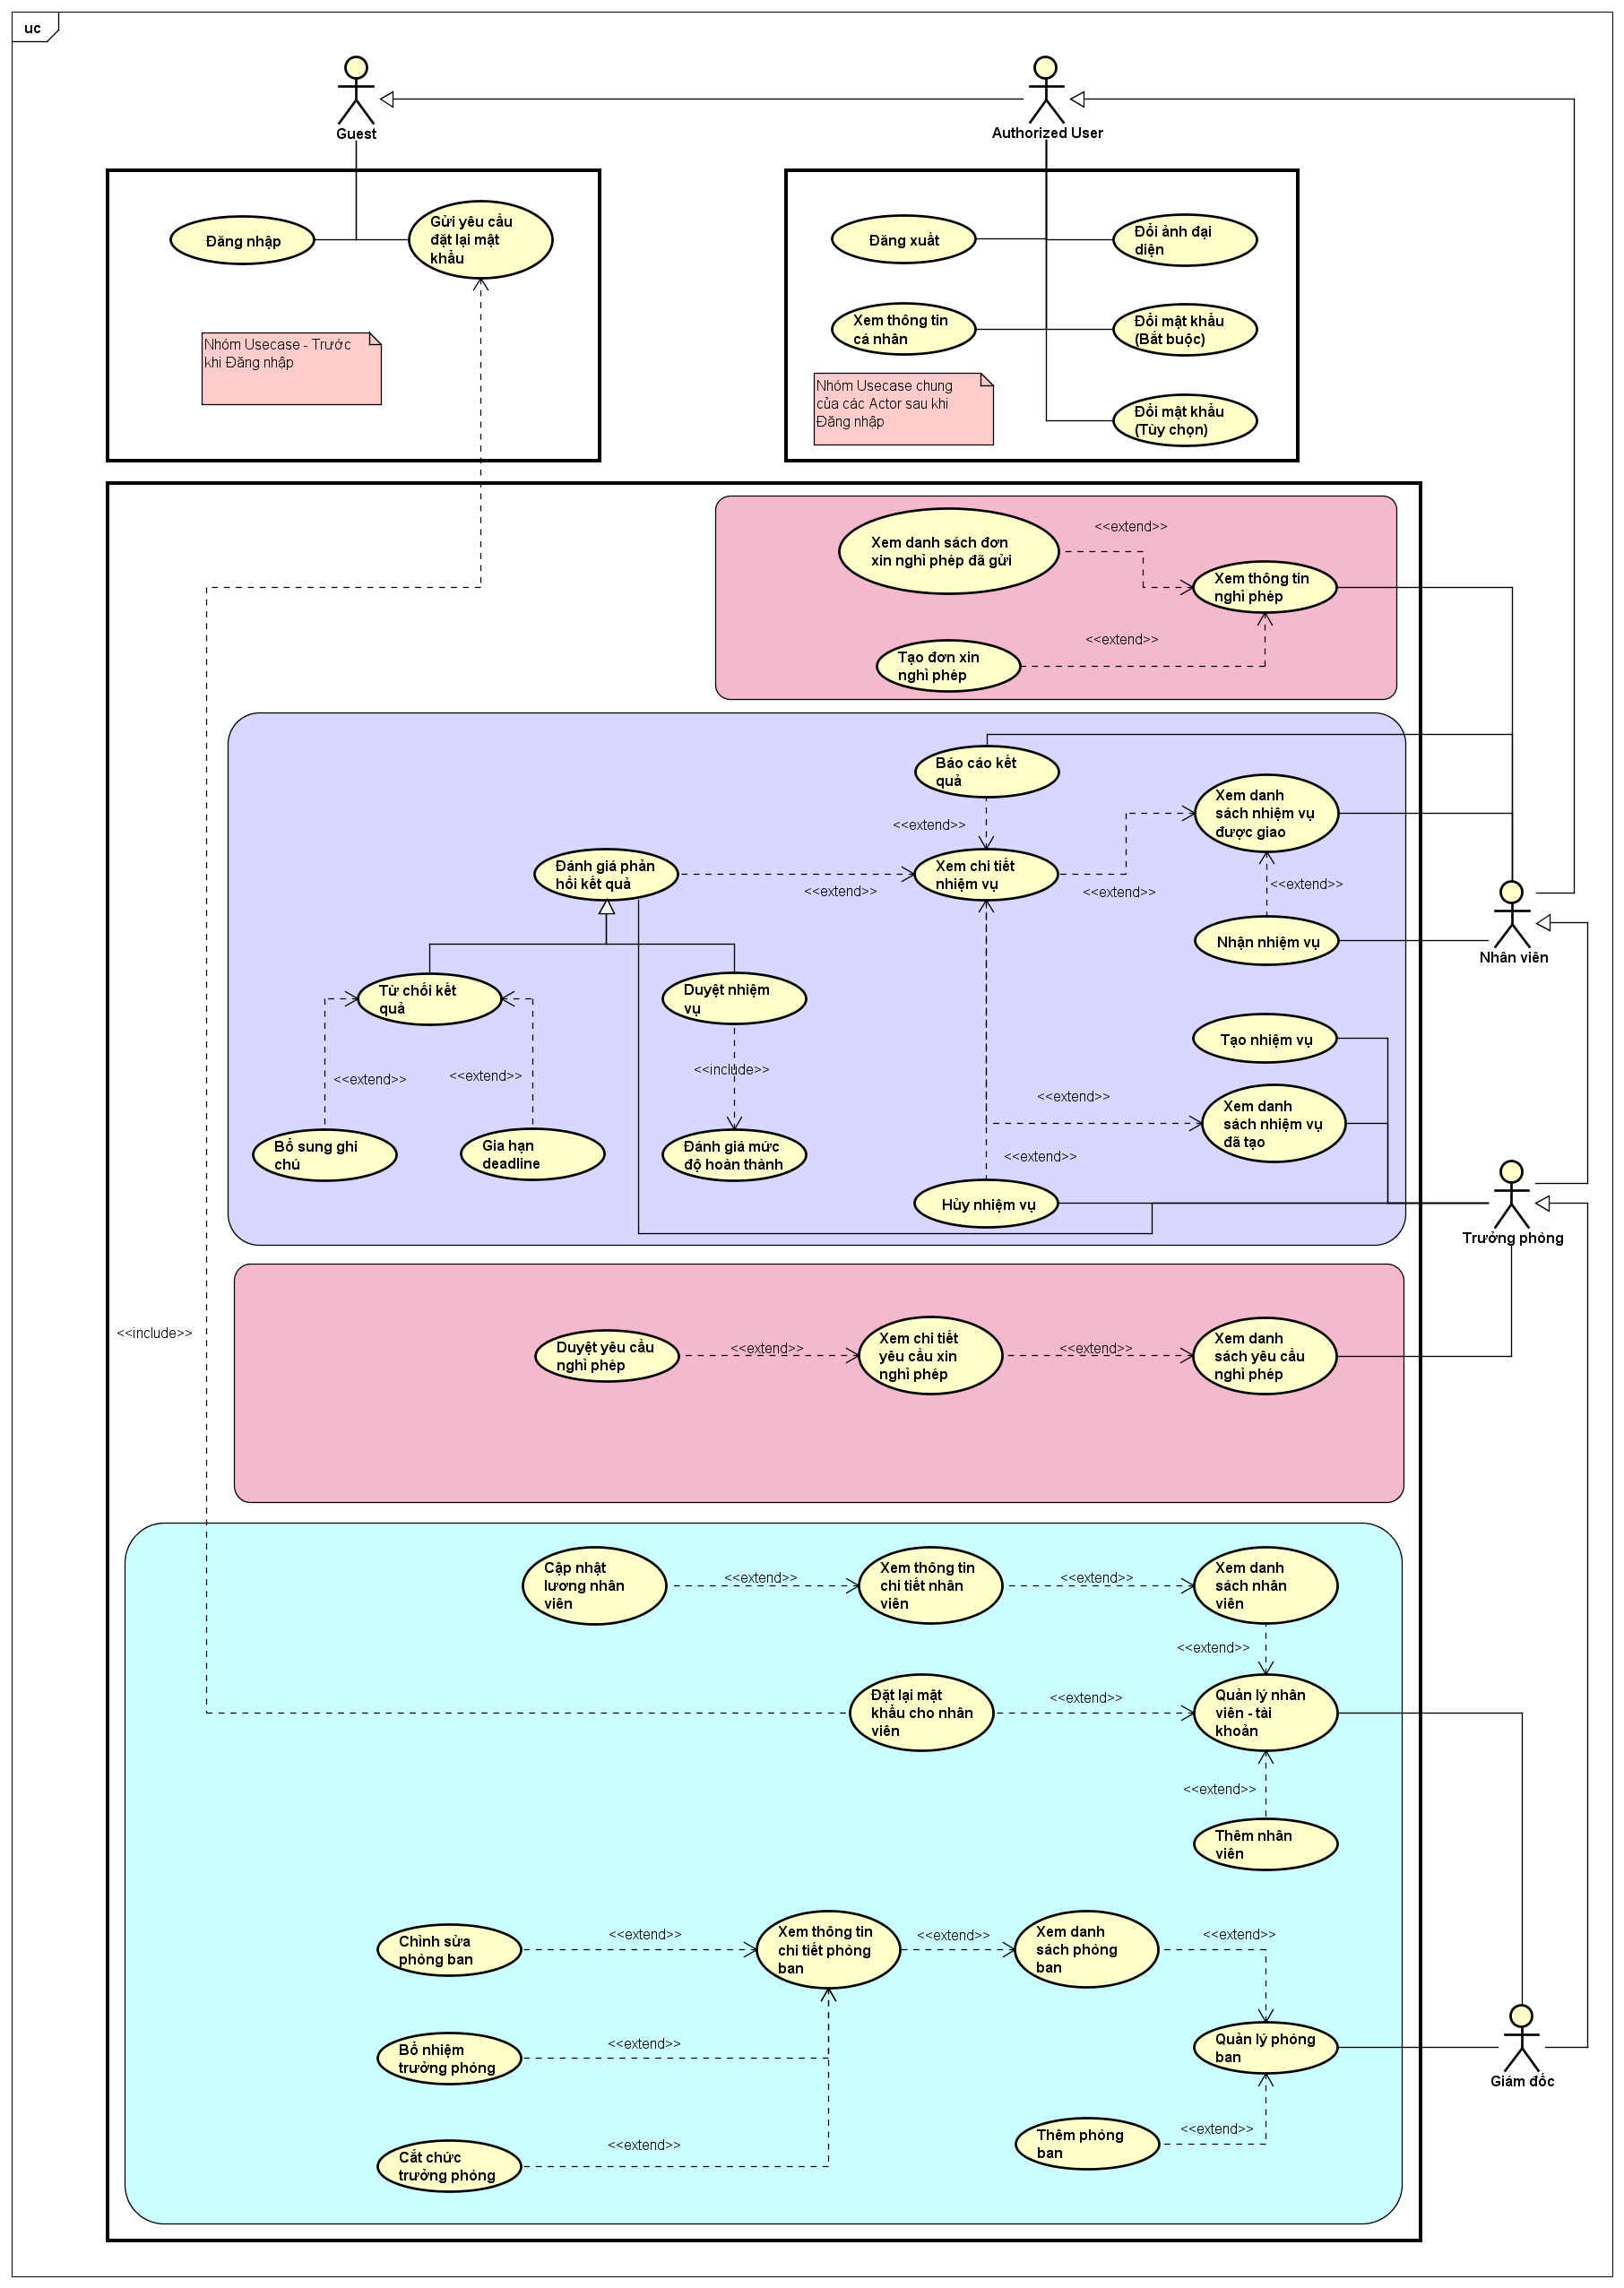 uc
Guest
Authorized User
Đăng nhập
Gửi yêu cầu
đặt lại mật
khẩu
Nhóm Usecase - Trước
khi Đăng nhập
Đăng xuất
Đổi ảnh đại
diện
Xem thông tin
cá nhân
Đổi mật khẩu
(Bắt buộc)
Nhóm Usecase chung
của các Actor sau khi
Đăng nhập
Đổi mật khẩu
(Tùy chọn)
Xem danh sách đơn
xin nghỉ phép đã gửi
<<extend>>
Xem thông tin
nghỉ phép
<<extend>>
Tạo đơn xin
nghỉ phép
Báo cáo kết
quả
<<extend>>
Xem danh
sách nhiệm vụ
được giao
Đánh giá phản
hồi kết quả
<<extend>>
Xem chi tiết
nhiệm vụ
<<extend>>
<<extend>>
Nhận nhiệm vụ
Nhân viên
Từ chối kết
quả
Duyệt nhiệm
vụ
Tạo nhiệm vụ
<<extend>>
<<extend>>
<<include>>
<<extend>>
Xem danh
sách nhiệm vụ
đã tạo
Bổ sung ghi
chú
Gia hạn
deadline
Đánh giá mức
độ hoàn thành
<<extend>>
Hủy nhiệm vụ
Trưởng phòng
<<include>>
Duyệt yêu cầu
nghỉ phép
<<extend>>
Xem chi tiết
yêu cầu xin
nghỉ phép
<<extend>>
Xem danh
sách yêu cầu
nghỉ phép
Cập nhật
lương nhân
viên
<<extend>>
Xem thông tin
chi tiết nhân
viên
<<extend>>
Xem danh
sách nhân
viên
<<extend>>
Đặt lại mật
khẩu cho nhân
viên
<<extend>>
Quản lý nhân
viên - tài
khoản
<<extend>>
Thêm nhân
viên
Chỉnh sửa
phòng ban
<<extend>>
Xem thông tin
chi tiết phòng
ban
<<extend>>
Xem danh
sách phòng
ban
<<extend>>
Bổ nhiệm
trưởng phòng
<<extend>>
Quản lý phòng
ban
Giám đốc
Cắt chức
trưởng phòng
<<extend>>
Thêm phòng
ban
<<extend>>